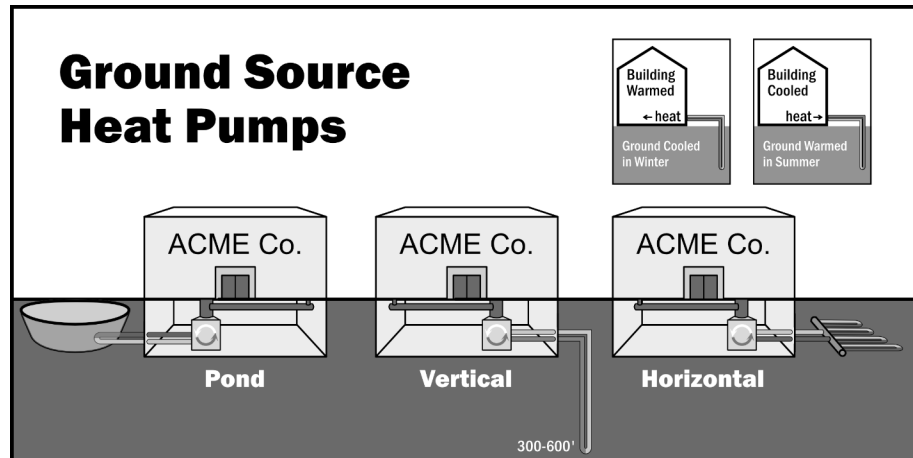 Ground Source
Heat Pumps
Building
Warmed
←heat
Ground Cooled
in Winter
Building
Cooled
heat→
Ground Warmed
in Summer
ACME Co.
ACME Co.
ACME Co.
Pond
Vertical
Horizontal
300-600'